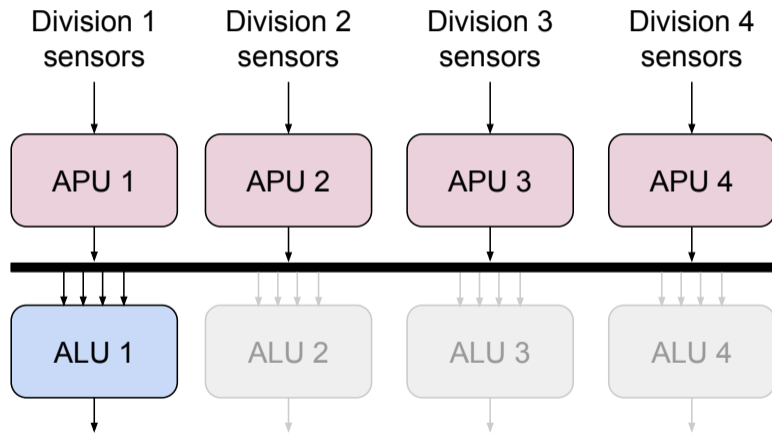 Division 1
sensors
Division 2
sensors
Division 3
sensors
Division 4
sensors
APU 1
APU 2
APU 3
APU 4
ALU 1
ALU 2
ALU 3
ALU 4